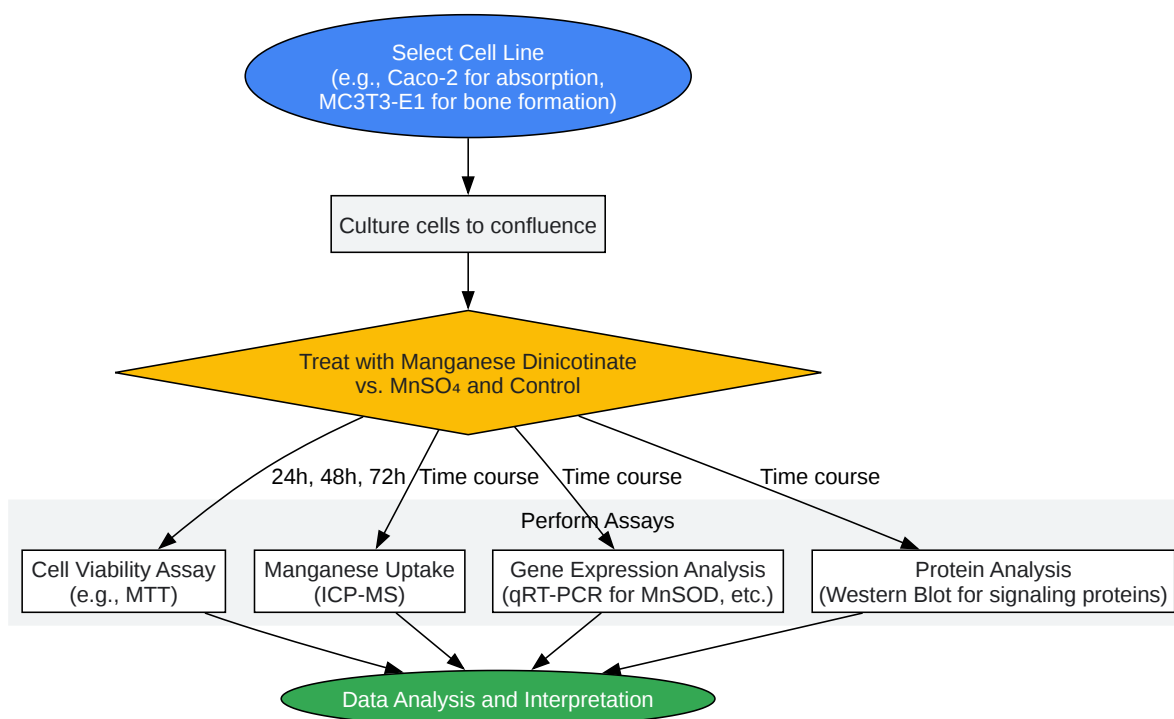 Select Cell Line
(e.g., Caco-2 for absorption,
MC3T3-E1 for bone formation)
Culture cells to confluence
Treat with Manganese Dinicotinate
vs. MnSO₄ and Control
24h, 48h, 72h
Time course
Time course
Time course
Perform Assays
Cell Viability Assay
(e.g., MTT)
Manganese Uptake
(ICP-MS)
Gene Expression Analysis
(qRT-PCR for MnSOD, etc.)
Protein Analysis
(Western Blot for signaling proteins)
Data Analysis and Interpretation